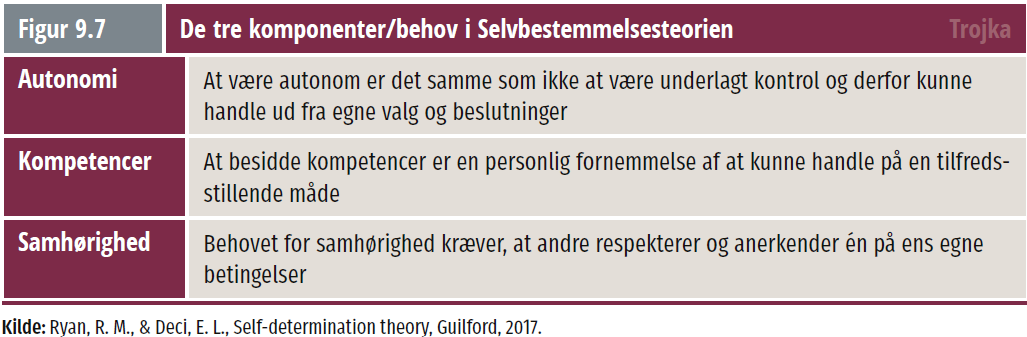 Figur 9.7 De tre komponenter/behov i Selvbestemmelsesteorien Trojka
Autonomi At være autonom er det samme som ikke at være underlagt kontrol og derfor kunne
handle ud fra egne valg og beslutninger
Kompetencer At besidde kompetencer er en personlig fornemmelse af at kunne handle på en tilfreds-
stillende måde
Samhørighed Behovet for samhørighed kræver, at andre respekterer og anerkender én på ens egne
betingelser
Kilde: Ryan, R. M., & Deci, E. L., Self-determination theory, Guilford, 2017.